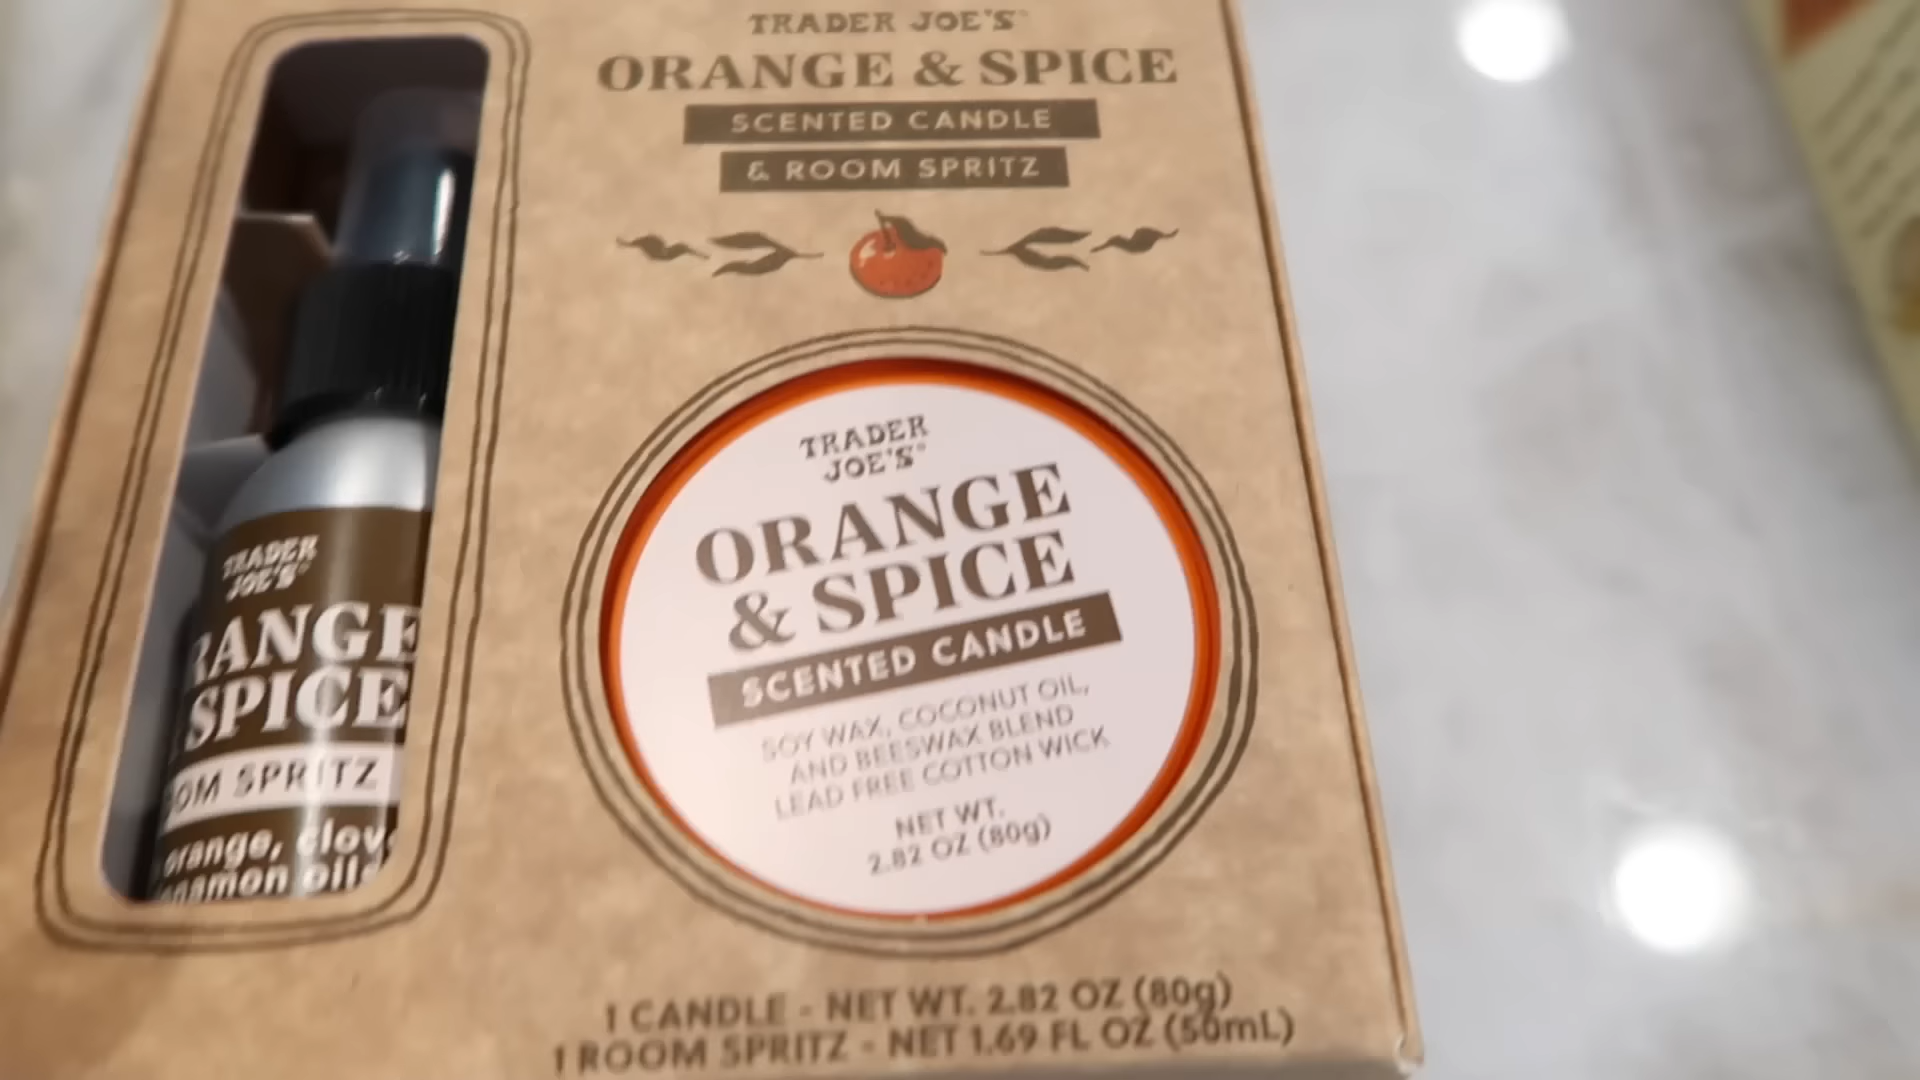 TRADER JOE'S
ORANGE & SPICE
SCENTED CANDLE
& ROOM SPRITZ
TRADER
JOE'S
ORANGE
& SPICE
SCENTED CANDLE
SOY WAX, COCONUT OIL,
AND BEESWAX BLEND
LEAD FREE COTTON WICK
NET WT.
2.82 OZ (80g)
TRADER
JOE'S
RANGE
SPICE
OM SPRITZ
orange, clov
namon oils
1 CANDLE - NET WT. 2.82 OZ (80g)
1 ROOM SPRITZ - NET 1.69 FL OZ (50mL)